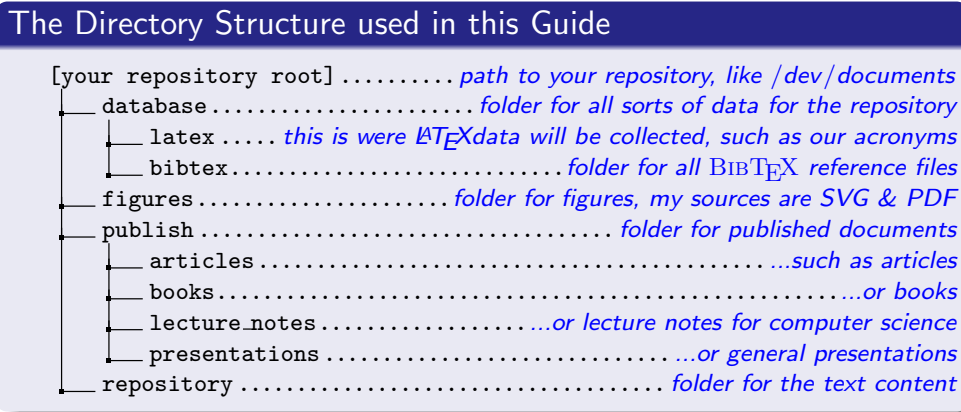 The Directory Structure used in this Guide
[your repository root] .......... path to your repository, like /dev/documents
database ....................... folder for all sorts of data for the repository
latex ..... this is were LATEXdata will be collected, such as our acronyms
bibtex ............................. folder for all BIBTEX reference files
figures ...................... folder for figures, my sources are SVG & PDF
publish .................................... folder for published documents
articles ............................................ ...such as articles
books ...................................................... ...or books
lecture_notes .................. ...or lecture notes for computer science
presentations .............................. ...or general presentations
repository ..................................... folder for the text content